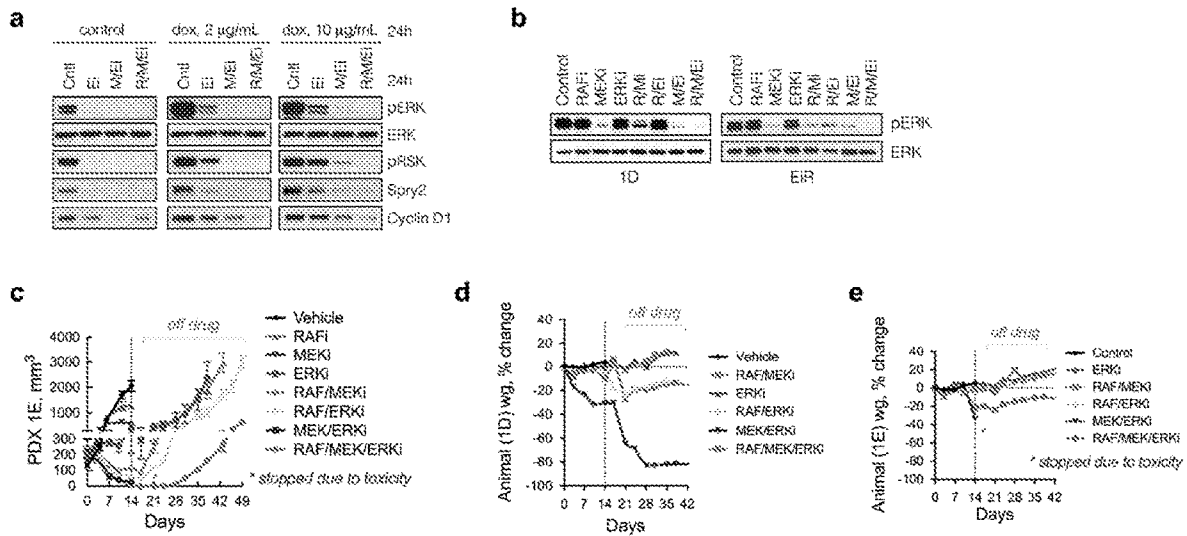 a
control
dox, 2 µg/mL
dox, 10 µg/mL
24h
Cntl
Ei
M/Ei
R/M/Ei
Cntl
Ei
M/Ei
R/M/Ei
Cntl
Ei
M/Ei
R/M/Ei
24h
pERK
ERK
pRSK
Spry2
Cyclin D1
b
Control
RAFi
MEKi
ERKi
R/Mi
R/Ei
M/Ei
R/M/Ei
Control
RAFi
MEKi
ERKi
R/Mi
R/Ei
M/Ei
R/M/Ei
pERK
ERK
1D
EiR
c
PDX 1E, mm³
4000
3000
2000
1000
300
200
100
0
0 7 14 21 28 35 42 49
Days
off drug
Vehicle
RAFi
MEKi
ERKi
RAF/MEKi
RAF/ERKi
MEK/ERKi
RAF/MEK/ERKi
* stopped due to toxicity
d
Animal (1D) wg, % change
40
20
0
-20
-40
-60
-80
-100
0 7 14 21 28 35 42
Days
off drug
Vehicle
RAF/MEKi
ERKi
RAF/ERKi
MEK/ERKi
RAF/MEK/ERKi
e
Animal (1E) wg, % change
40
20
0
-20
-40
-60
-80
-100
0 7 14 21 28 35 42
Days
off drug
Control
ERKi
RAF/MEKi
RAF/ERKi
MEK/ERKi
RAF/MEK/ERKi
* stopped due to toxicity